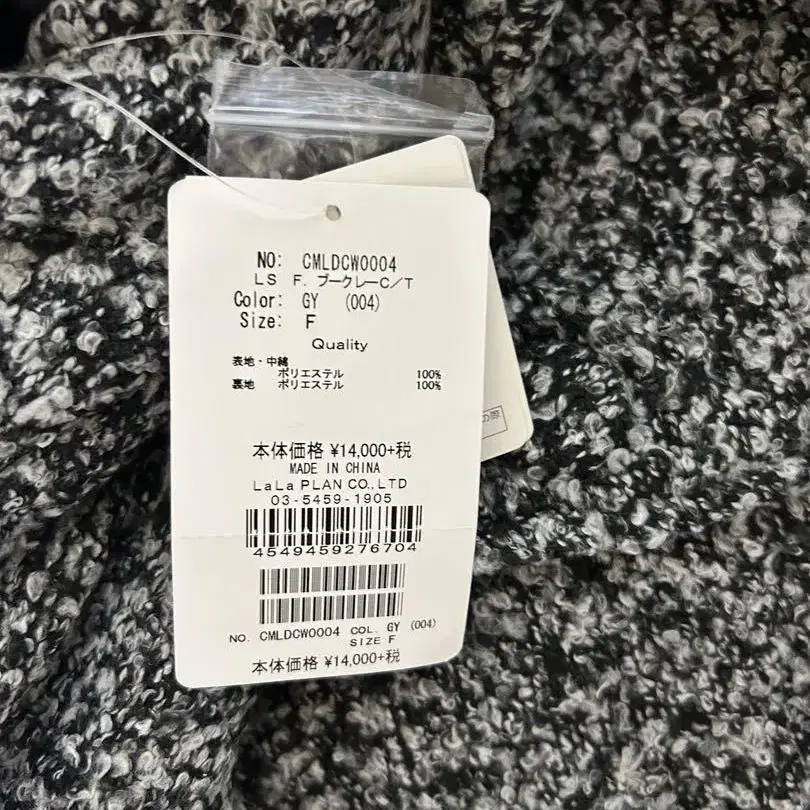 NO: CMLDCW0004
LS F. ブークレーC/T
Color: GY (004)
Size: F
Quality
表地・中綿
ポリエステル 100%
裏地 ポリエステル 100%
本体価格 ¥14,000+税
MADE IN CHINA
LaLa PLAN CO.,LTD
03-5459-1905
4549459276704
NO. CMLDCW0004 COL. GY (004)
SIZE F
本体価格 ¥14,000+税
の際